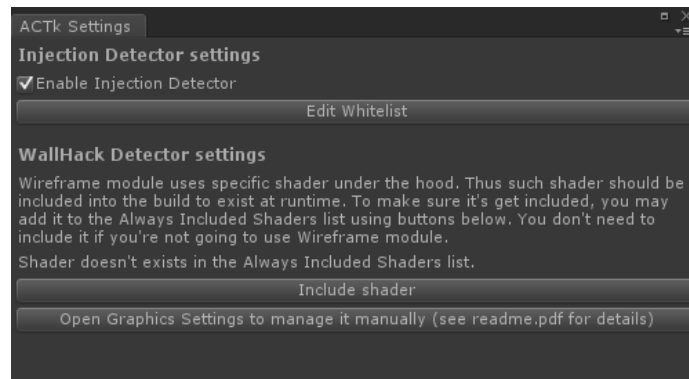 ACTk Settings
Injection Detector settings
Enable Injection Detector
Edit Whitelist
WallHack Detector settings
Wireframe module uses specific shader under the hood. Thus such shader should be
included into the build to exist at runtime. To make sure it's get included, you may
add it to the Always Included Shaders list using buttons below. You don't need to
include it if you're not going to use Wireframe module.
Shader doesn't exists in the Always Included Shaders list.
Include shader
Open Graphics Settings to manage it manually (see readme.pdf for details)